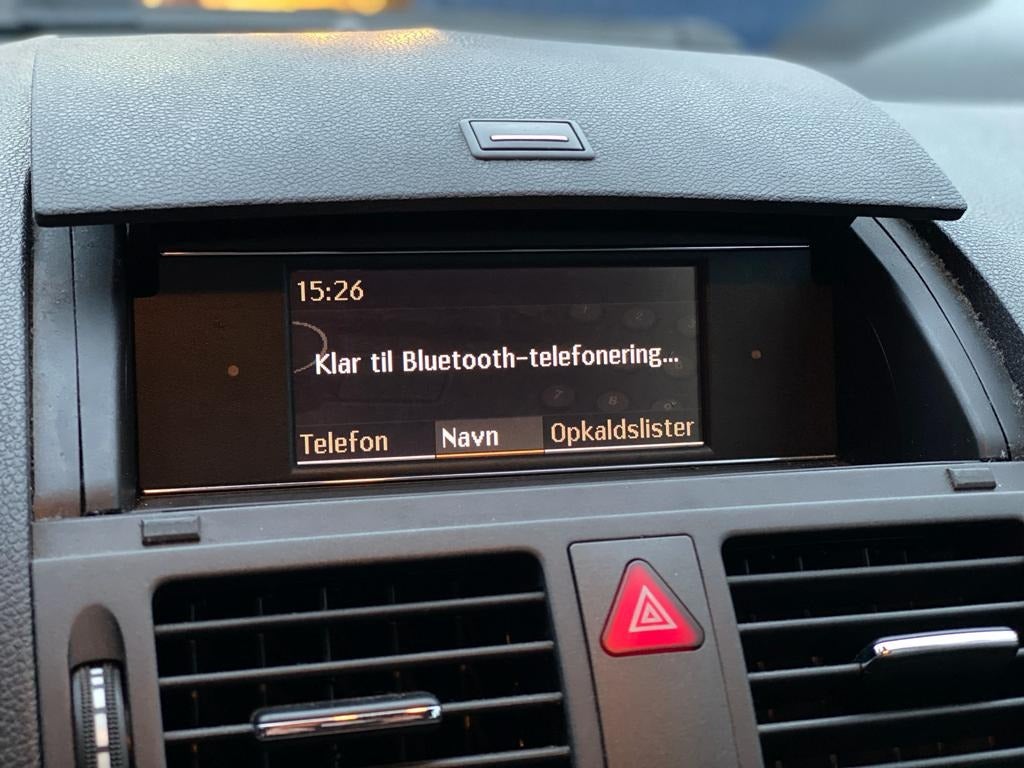 15:26
Klar til Bluetooth-telefonering...
Telefon Navn Opkaldslister